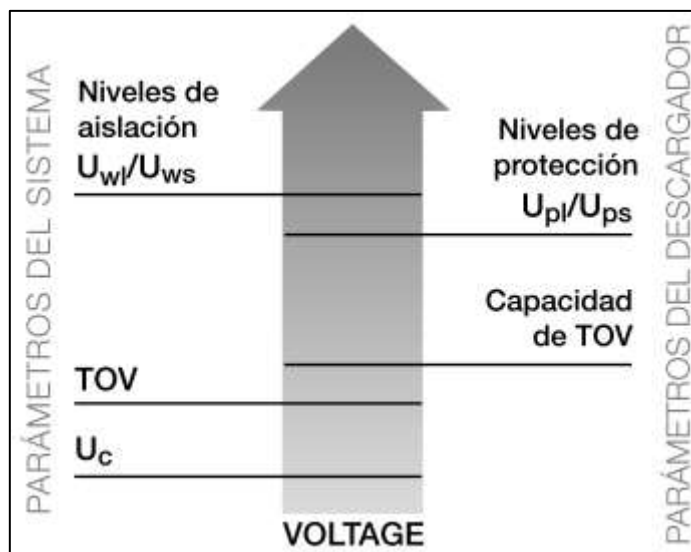 PARÁMETROS DEL SISTEMA
Niveles de
aislación
Uwl/Uws
TOV
Uc
VOLTAGE
Niveles de
protección
Upl/Ups
Capacidad
de TOV
PARÁMETROS DEL DESCARGADOR